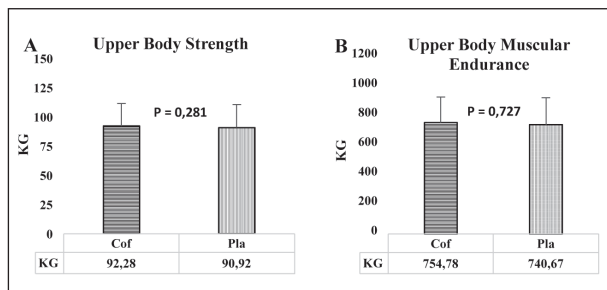 A
Upper Body Strength
150
125
100
75
50
25
0
KG
P = 0,281
Cof
Pla
KG
92,28
90,92
B
Upper Body Muscular
Endurance
1200
1000
800
600
400
200
0
KG
P = 0,727
Cof
Pla
KG
754,78
740,67